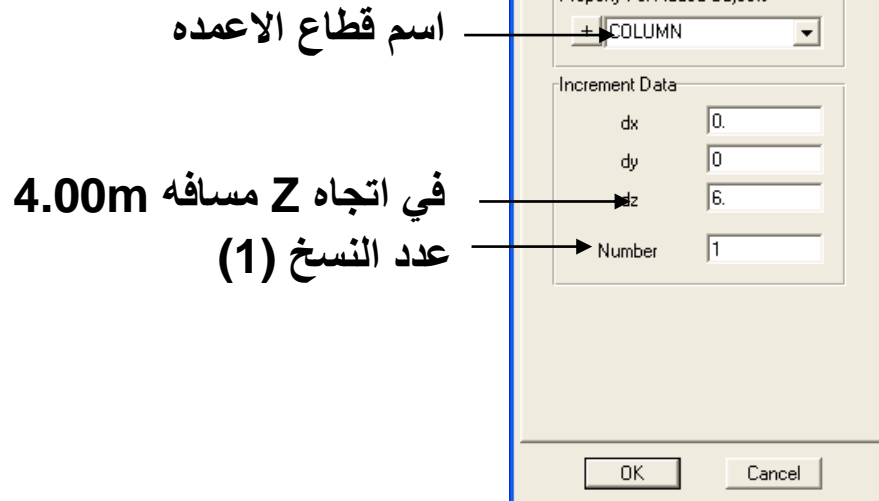 اسم قطاع الاعمده
+ COLUMN
Increment Data
dx 0.
dy 0
في اتجاه Z مسافه 4.00m
dz 6.
عدد النسخ (1)
Number 1
OK Cancel